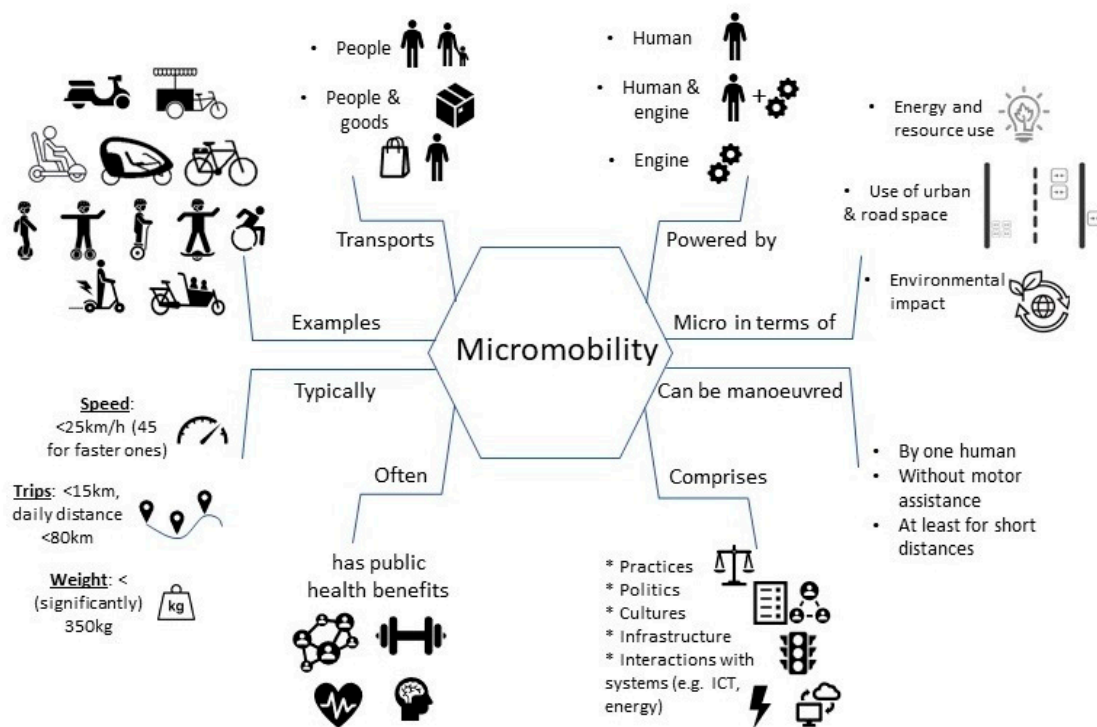 • People
• People &
goods
Transports
• Human
• Human &
engine
+
• Engine
Powered by
• Energy and
resource use
• Use of urban
& road space
• Environmental
impact
Micro in terms of
Examples
Micromobility
Typically
Speed:
<25km/h (45
for faster ones)
Trips: <15km,
daily distance
<80km
Weight: <
(significantly)
350kg
kg
Often
has public
health benefits
Comprises
* Practices
* Politics
* Cultures
* Infrastructure
* Interactions with
systems (e.g. ICT,
energy)
Can be manoeuvred
• By one human
• Without motor
assistance
• At least for short
distances